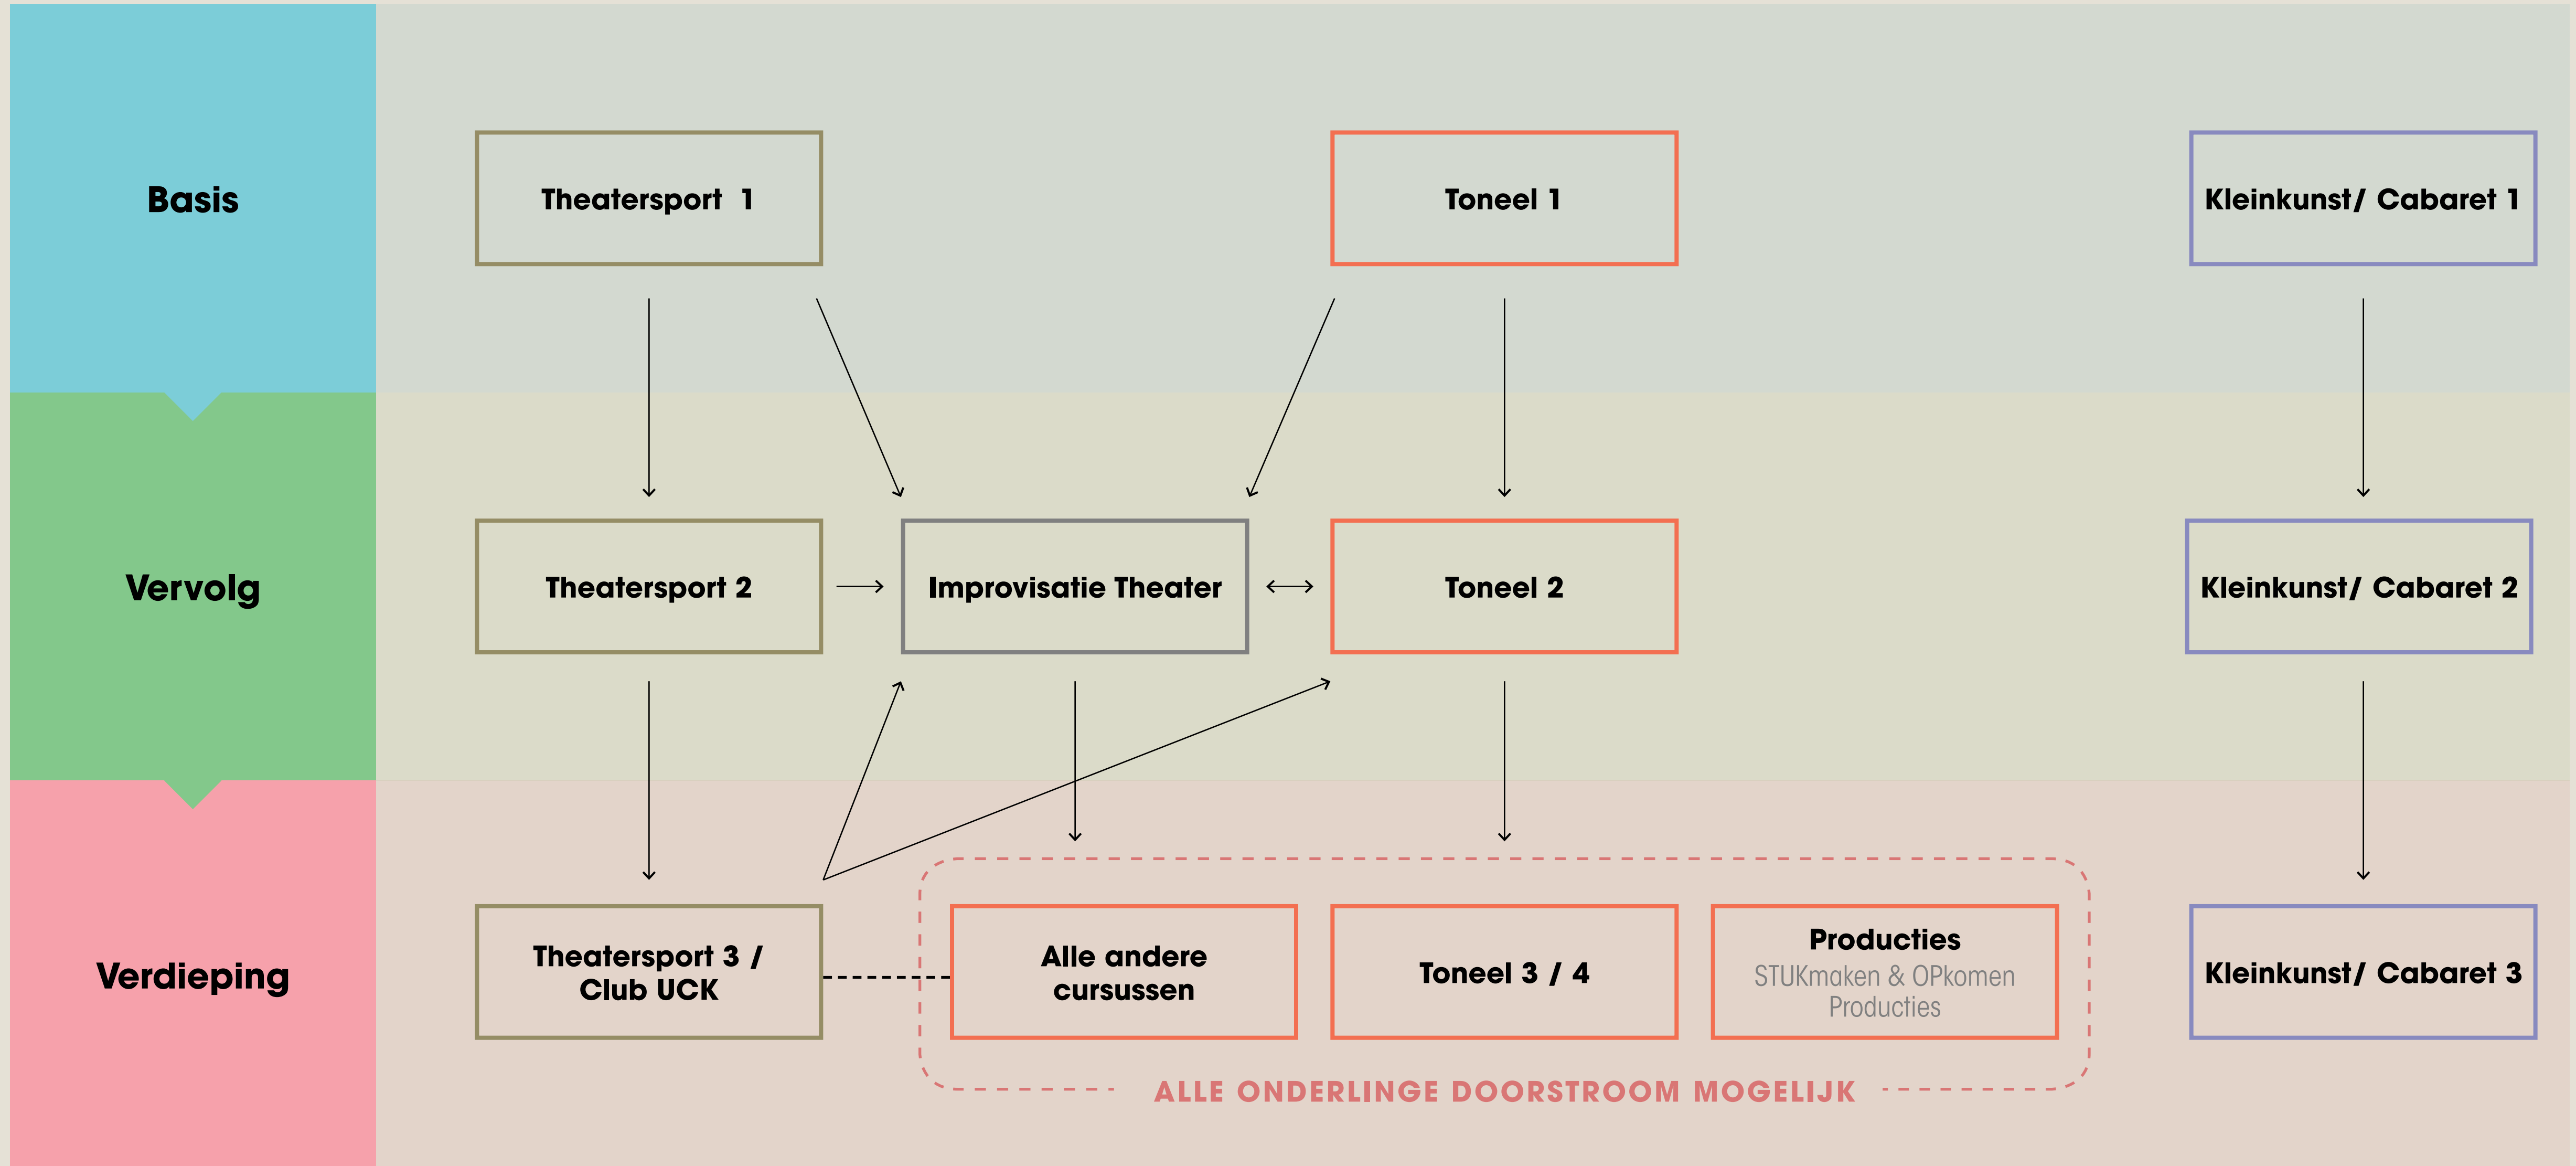 Basis
Theatersport 1
Toneel 1
Kleinkunst/ Cabaret 1
Vervolg
Theatersport 2
Improvisatie Theater
Toneel 2
Kleinkunst/ Cabaret 2
Verdieping
Theatersport 3 /
Club UCK
Alle andere
cursussen
Toneel 3 / 4
Producties
STUKmaken & OPkomen
Producties
Kleinkunst/ Cabaret 3
ALLE ONDERLINGE DOORSTROOM MOGELIJK